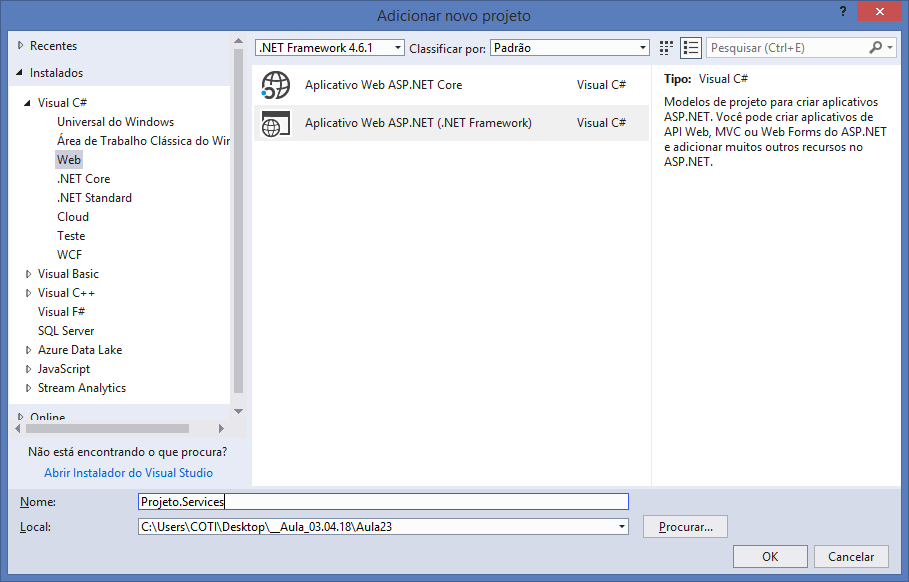 Adicionar novo projeto
?
Recentes
Instalados
Visual C#
Universal do Windows
Área de Trabalho Clássica do Wir
Web
.NET Core
.NET Standard
Cloud
Teste
WCF
Visual Basic
Visual C++
Visual F#
SQL Server
Azure Data Lake
JavaScript
Stream Analytics
Online
Não está encontrando o que procura?
Abrir Instalador do Visual Studio
.NET Framework 4.6.1 Classificar por: Padrão
Aplicativo Web ASP.NET Core Visual C#
Aplicativo Web ASP.NET (.NET Framework) Visual C#
Pesquisar (Ctrl+E)
Tipo: Visual C#
Modelos de projeto para criar aplicativos
ASP.NET. Você pode criar aplicativos de
API Web, MVC ou Web Forms do ASP.NET
e adicionar muitos outros recursos no
ASP.NET.
Nome: Projeto.Services
Local: C:\Users\COTI\Desktop\__Aula_03.04.18\Aula23 Procurar...
OK Cancelar